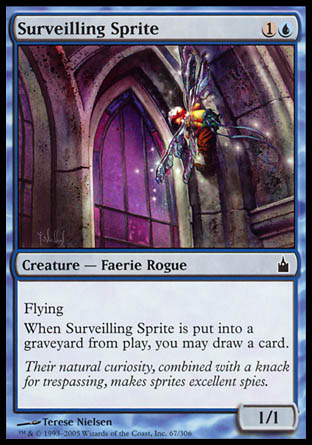 Surveilling Sprite 1
Creature — Faerie Rogue
Flying
When Surveilling Sprite is put into a
graveyard from play, you may draw a card.
Their natural curiosity, combined with a knack
for trespassing, makes sprites excellent spies.
1/1
Terese Nielsen
™ & © 1993–2005 Wizards of the Coast, Inc. 67/306